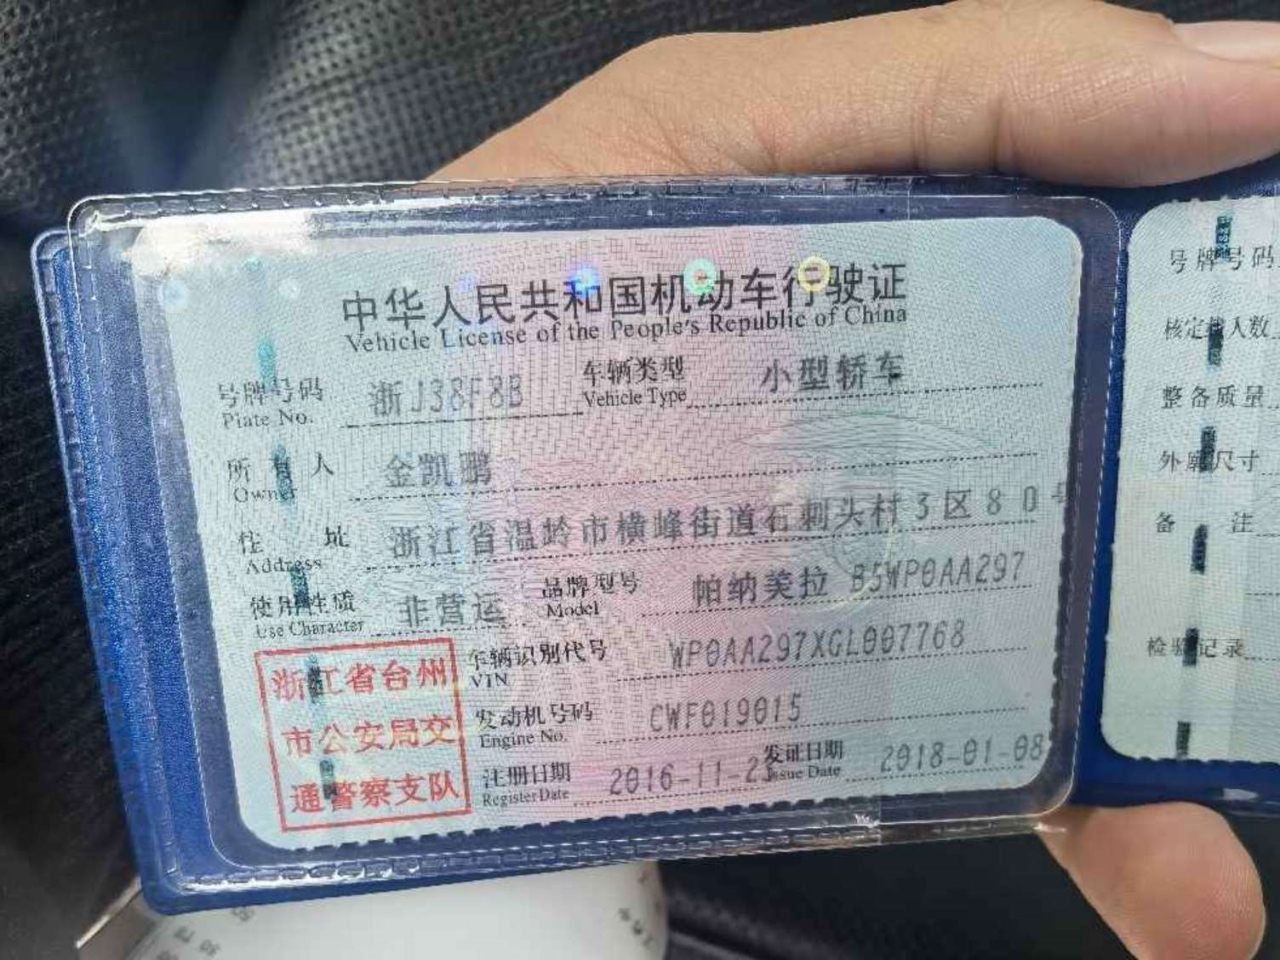 中华人民共和国机动车行驶证
Vehicle License of the People's Republic of China
号牌号码 浙J38F8B 车辆类型 小型轿车
Plate No. Vehicle Type
所有人 金凯鹏
Owner
住址 浙江省温岭市横峰街道石刺头村3区80号
Address
使用性质 非营运 品牌型号 帕纳美拉 B5WP0AA297
Use Character Model
车辆识别代号 WP0AA297XGL007768
VIN
发动机号码 CWF019015
Engine No.
注册日期 2016-11-23 发证日期 2018-01-08
Register Date Issue Date
浙江省台州
市公安局交
通警察支队
号牌号码
核定载人数
整备质量
外廓尺寸
备注
检验记录